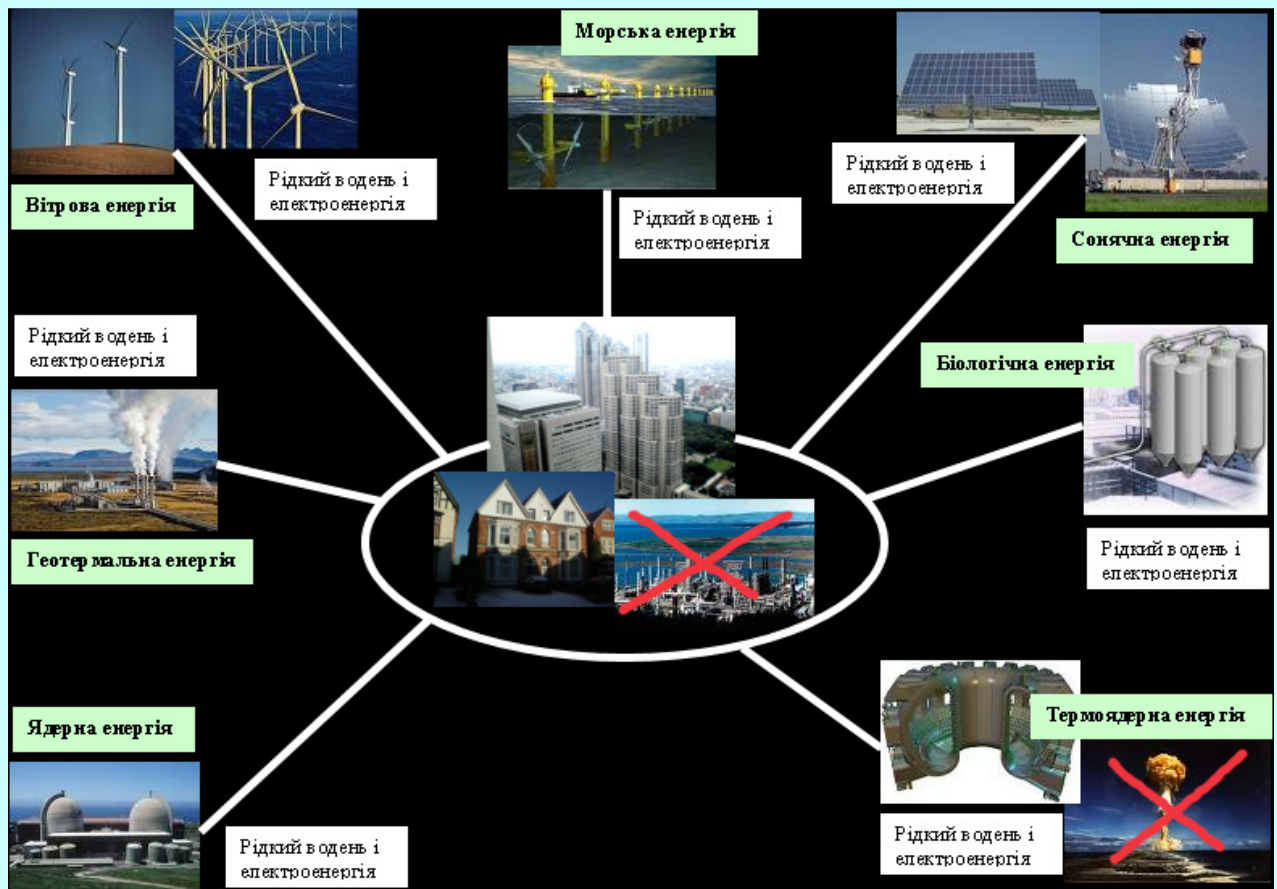 Морська енергія
Рідкий водень і
електроенергія
Рідкий водень і
електроенергія
Вітрова енергія
Рідкий водень і
електроенергія
Сонячна енергія
Рідкий водень і
електроенергія
Біологічна енергія
Геотермальна енергія
Рідкий водень і
електроенергія
Ядерна енергія
Термоядерна енергія
Рідкий водень і
електроенергія
Рідкий водень і
електроенергія